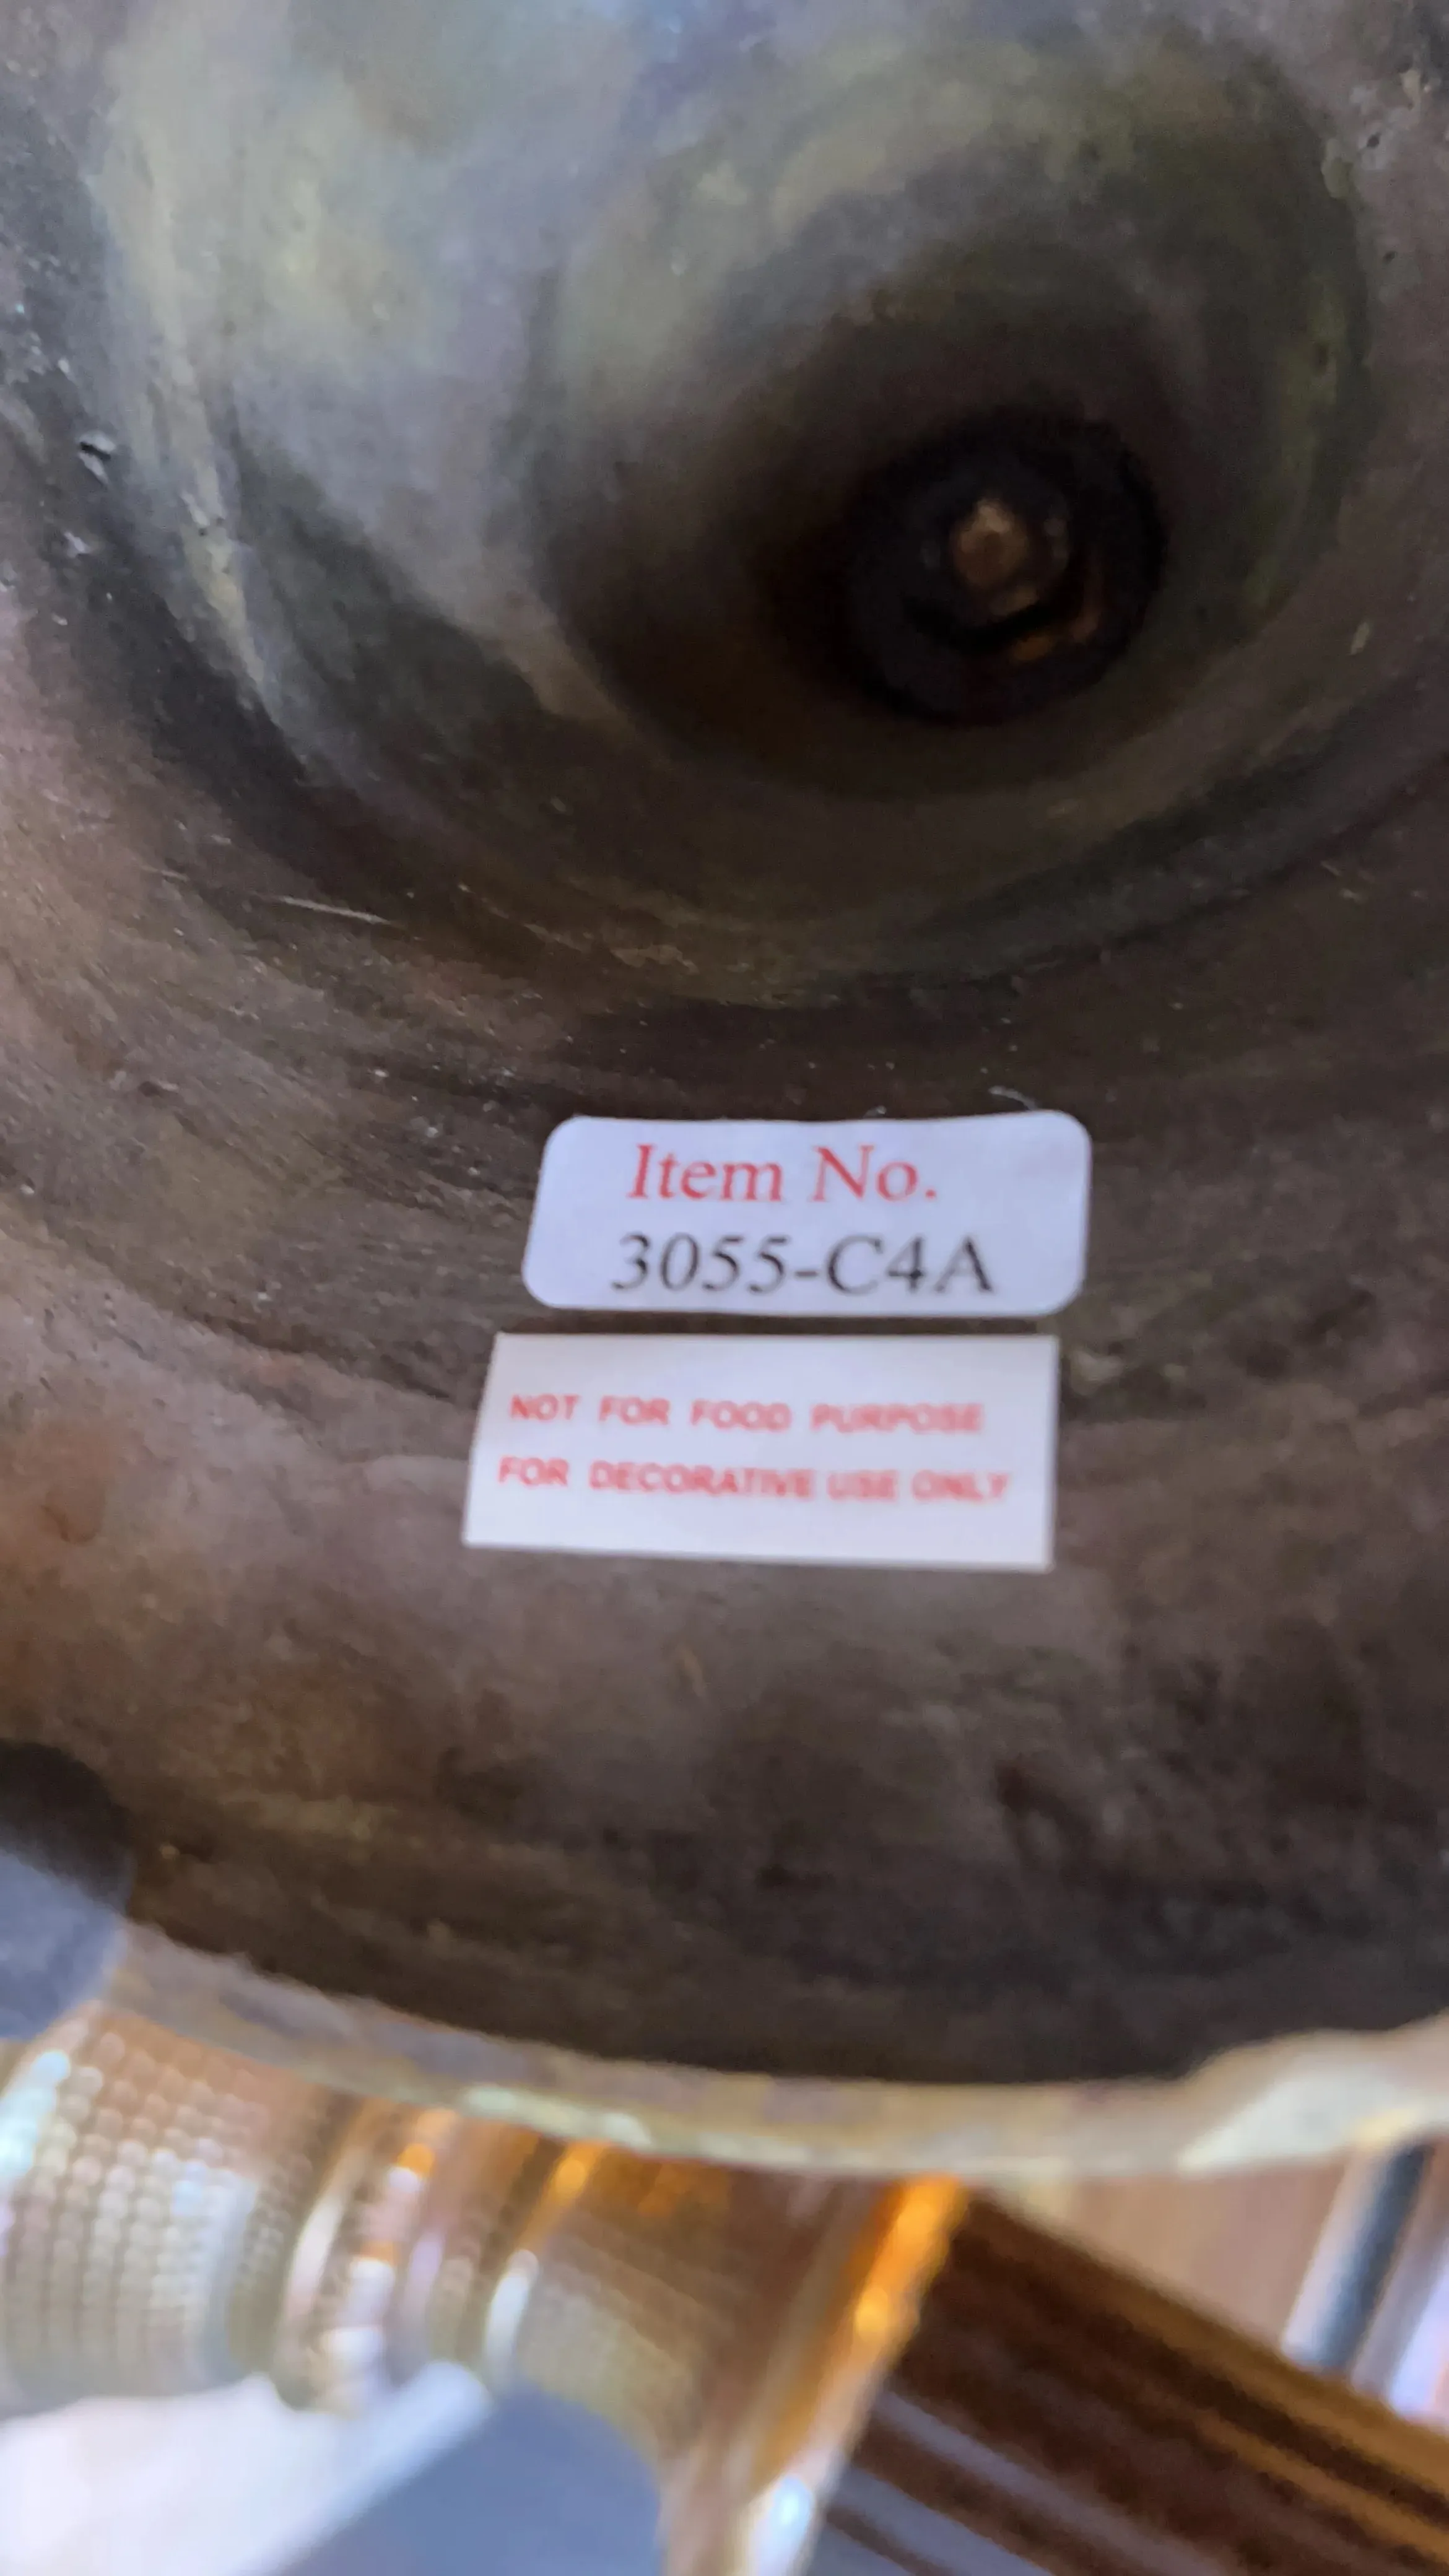 Item No.
3055-C4A
NOT FOR FOOD PURPOSE
FOR DECORATIVE USE ONLY